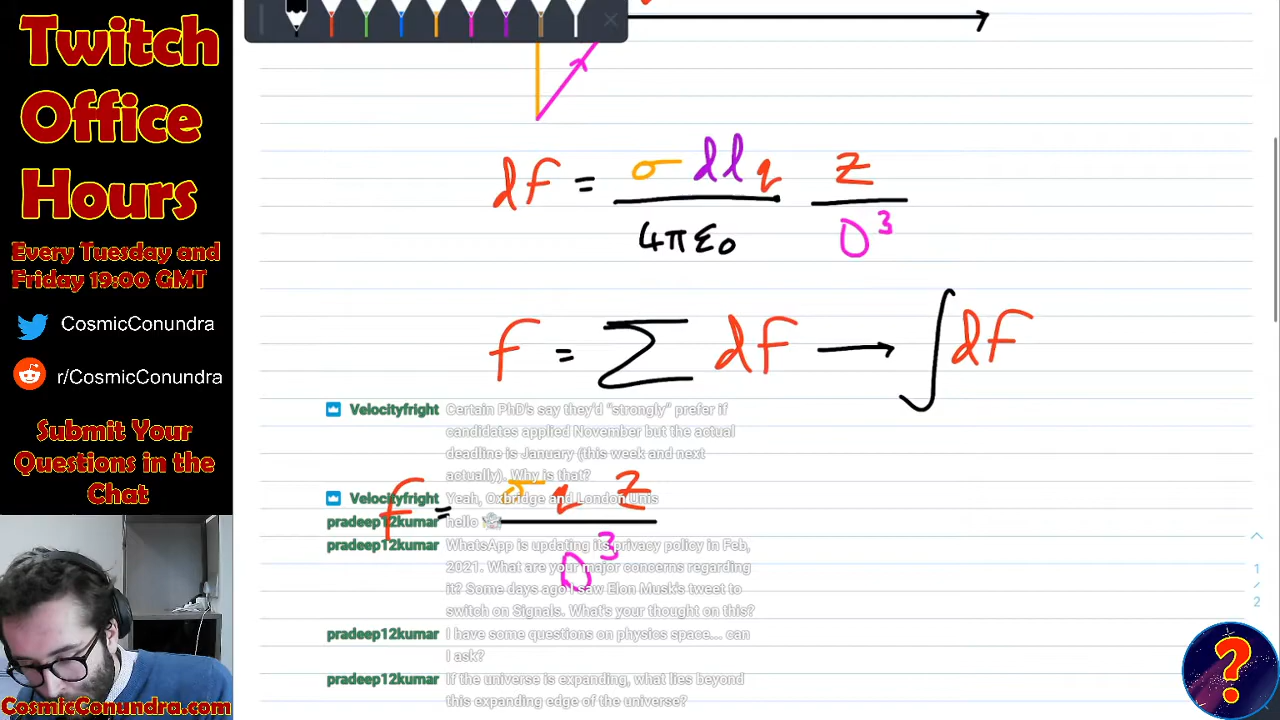 Twitch
Office
Hours
Every Tuesday and
Friday 19:00 GMT
CosmicConundra
r/CosmicConundra
Submit Your
Questions in the
Chat
CosmicConundra.com
df = σ dl q / 4πε₀ z / D³
f = Σ df → ∫ df
f = σ q z / D³
Velocityfright Certain PhD's say they'd "strongly" prefer if
candidates applied November but the actual
deadline is January (this week and next
actually). Why is that?
Velocityfright Yeah, Oxbridge and London Unis
pradeep12kumar hello
pradeep12kumar WhatsApp is updating its privacy policy in Feb,
2021. What are your major concerns regarding
it? Some days ago I saw Elon Musk's tweet to
switch on Signals. What's your thought on this?
pradeep12kumar I have some questions on physics space... can
I ask?
pradeep12kumar If the universe is expanding, what lies beyond
this expanding edge of the universe?
1
/
2
?